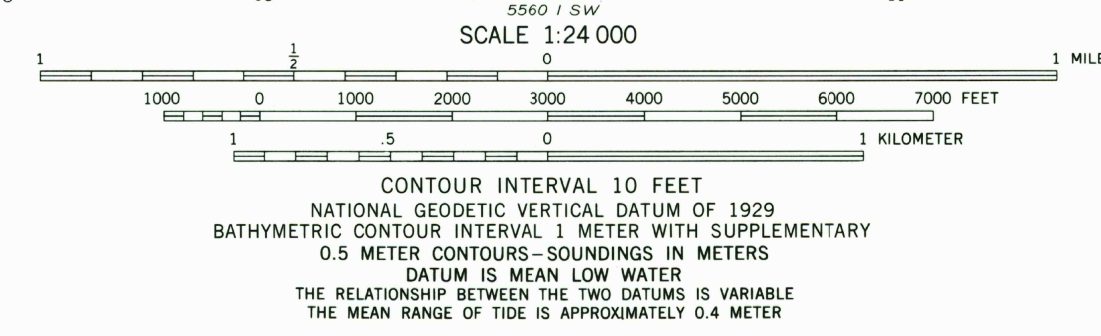 5560 I SW
SCALE 1:24 000
1 1/2 0 1 MILE
1000 0 1000 2000 3000 4000 5000 6000 7000 FEET
1 .5 0 1 KILOMETER
CONTOUR INTERVAL 10 FEET
NATIONAL GEODETIC VERTICAL DATUM OF 1929
BATHYMETRIC CONTOUR INTERVAL 1 METER WITH SUPPLEMENTARY
0.5 METER CONTOURS–SOUNDINGS IN METERS
DATUM IS MEAN LOW WATER
THE RELATIONSHIP BETWEEN THE TWO DATUMS IS VARIABLE
THE MEAN RANGE OF TIDE IS APPROXIMATELY 0.4 METER